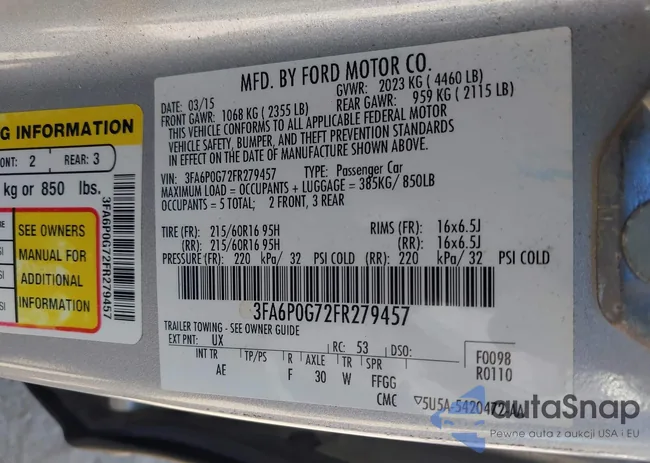 MFD. BY FORD MOTOR CO.
DATE: 03/15
GVWR: 2023 KG ( 4460 LB)
FRONT GAWR: 1068 KG ( 2355 LB)
REAR GAWR: 959 KG ( 2115 LB)
THIS VEHICLE CONFORMS TO ALL APPLICABLE FEDERAL MOTOR
VEHICLE SAFETY, BUMPER, AND THEFT PREVENTION STANDARDS
IN EFFECT ON THE DATE OF MANUFACTURE SHOWN ABOVE.
VIN: 3FA6P0G72FR279457 TYPE: Passenger Car
MAXIMUM LOAD = OCCUPANTS + LUGGAGE = 385KG/ 850LB
OCCUPANTS = 5 TOTAL; 2 FRONT, 3 REAR
TIRE (FR): 215/60R16 95H RIMS (FR): 16x6.5J
(RR): 215/60R16 95H (RR): 16x6.5J
PRESSURE (FR): 220 kPa/ 32 PSI COLD (RR): 220 kPa/ 32 PSI COLD
3FA6P0G72FR279457
TRAILER TOWING - SEE OWNER GUIDE
EXT PNT: UX RC: 53 DSO:
INT TR TP/PS R AXLE TR SPR
AE F 30 W FFGG
F0098
R0110
CMC
G INFORMATION
ONT: 2 REAR: 3
kg or 850 lbs.
SEE OWNERS
MANUAL FOR
ADDITIONAL
INFORMATION
3FA6P0G72FR279457
autoSnap
Pewne auta z aukcji USA i EU